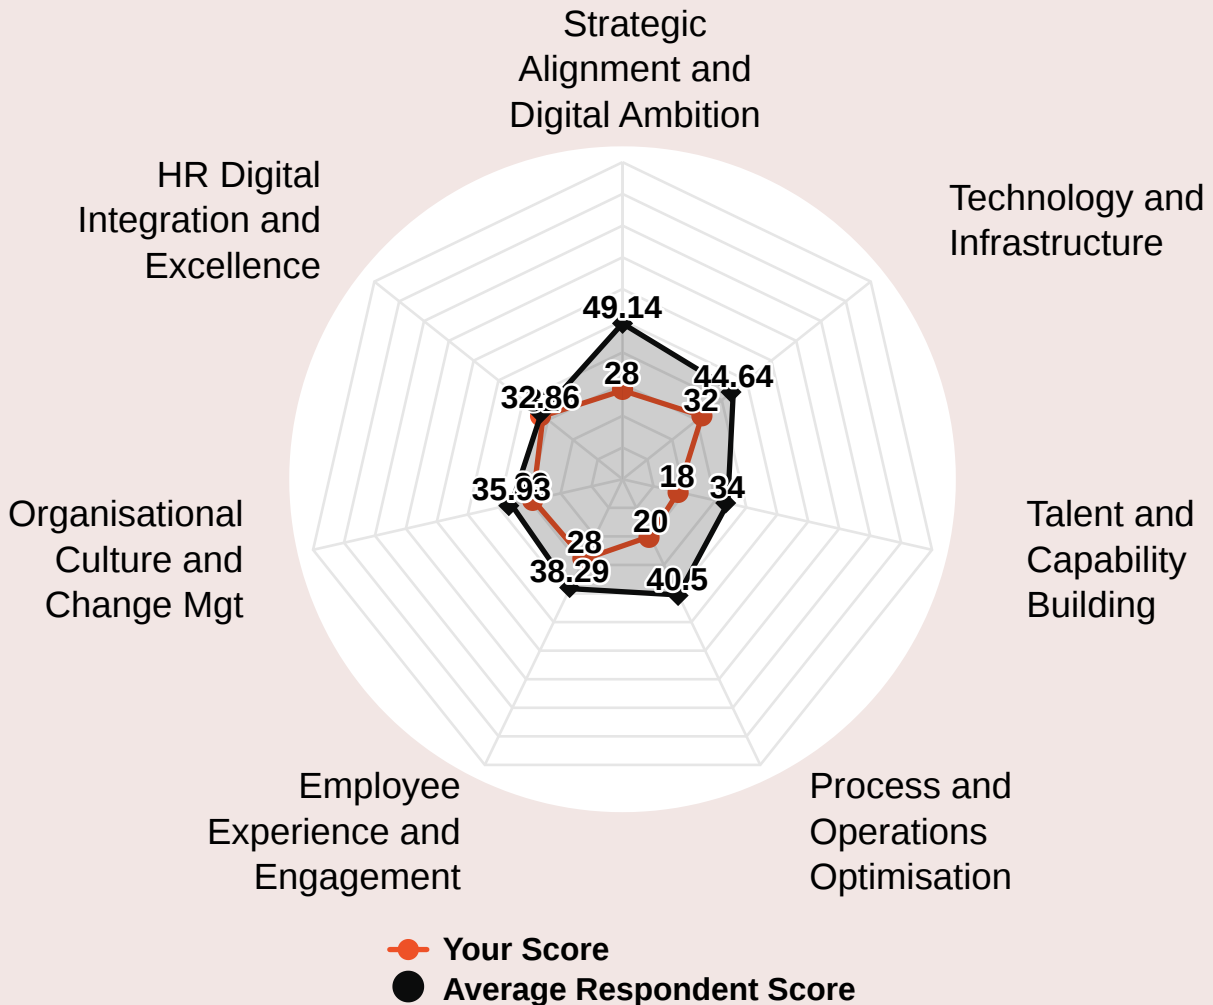 Strategic
Alignment and
Digital Ambition
HR Digital
Integration and
Excellence
Technology and
Infrastructure
49.14
28
44.64
32
32.86
18
34
35.93
20
28
38.29
40.5
Organisational
Culture and
Change Mgt
Talent and
Capability
Building
Employee
Experience and
Engagement
Process and
Operations
Optimisation
Your Score
Average Respondent Score